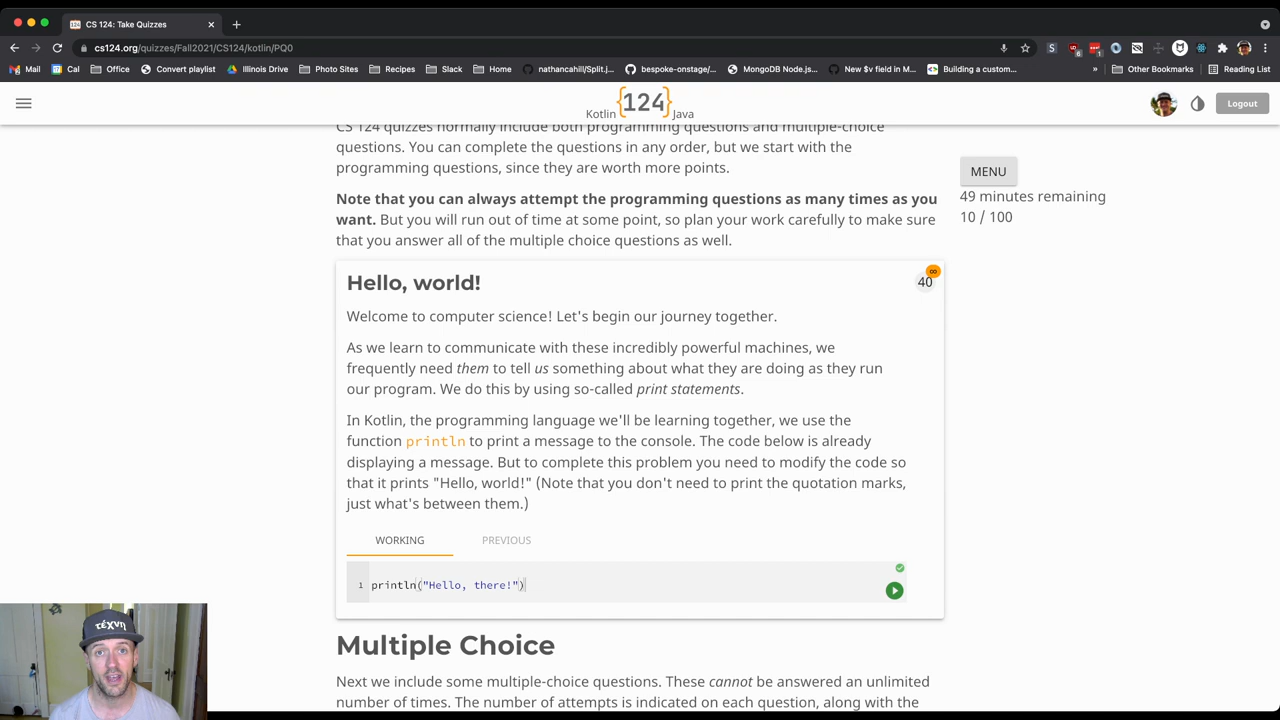 CS 124: Take Quizzes
cs124.org/quizzes/Fall2021/CS124/kotlin/PQ0
Mail Cal Office Convert playlist Illinois Drive Photo Sites Recipes Slack Home nathancahill/Split.j... bespoke-onstage/... MongoDB Node.js... New $v field in M... Building a custom... » Other Bookmarks Reading List
Kotlin {124} Java
Logout
CS 124 quizzes normally include both programming questions and multiple-choice
questions. You can complete the questions in any order, but we start with the
programming questions, since they are worth more points.
MENU
49 minutes remaining
10 / 100
Note that you can always attempt the programming questions as many times as you
want. But you will run out of time at some point, so plan your work carefully to make sure
that you answer all of the multiple choice questions as well.
Hello, world!
∞
40
Welcome to computer science! Let's begin our journey together.
As we learn to communicate with these incredibly powerful machines, we
frequently need them to tell us something about what they are doing as they run
our program. We do this by using so-called print statements.
In Kotlin, the programming language we'll be learning together, we use the
function println to print a message to the console. The code below is already
displaying a message. But to complete this problem you need to modify the code so
that it prints "Hello, world!" (Note that you don't need to print the quotation marks,
just what's between them.)
WORKING PREVIOUS
1 println("Hello, there!")
Multiple Choice
Next we include some multiple-choice questions. These cannot be answered an unlimited
number of times. The number of attempts is indicated on each question, along with the